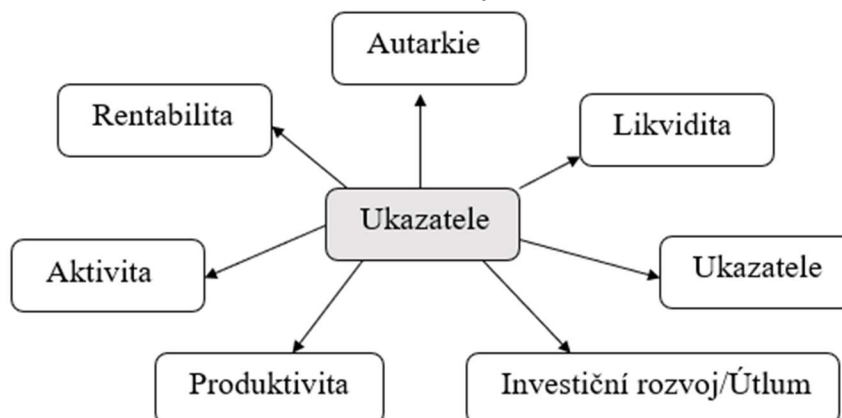 Autarkie
Rentabilita
Likvidita
Ukazatele
Aktivita
Ukazatele
Produktivita
Investiční rozvoj/Útlum